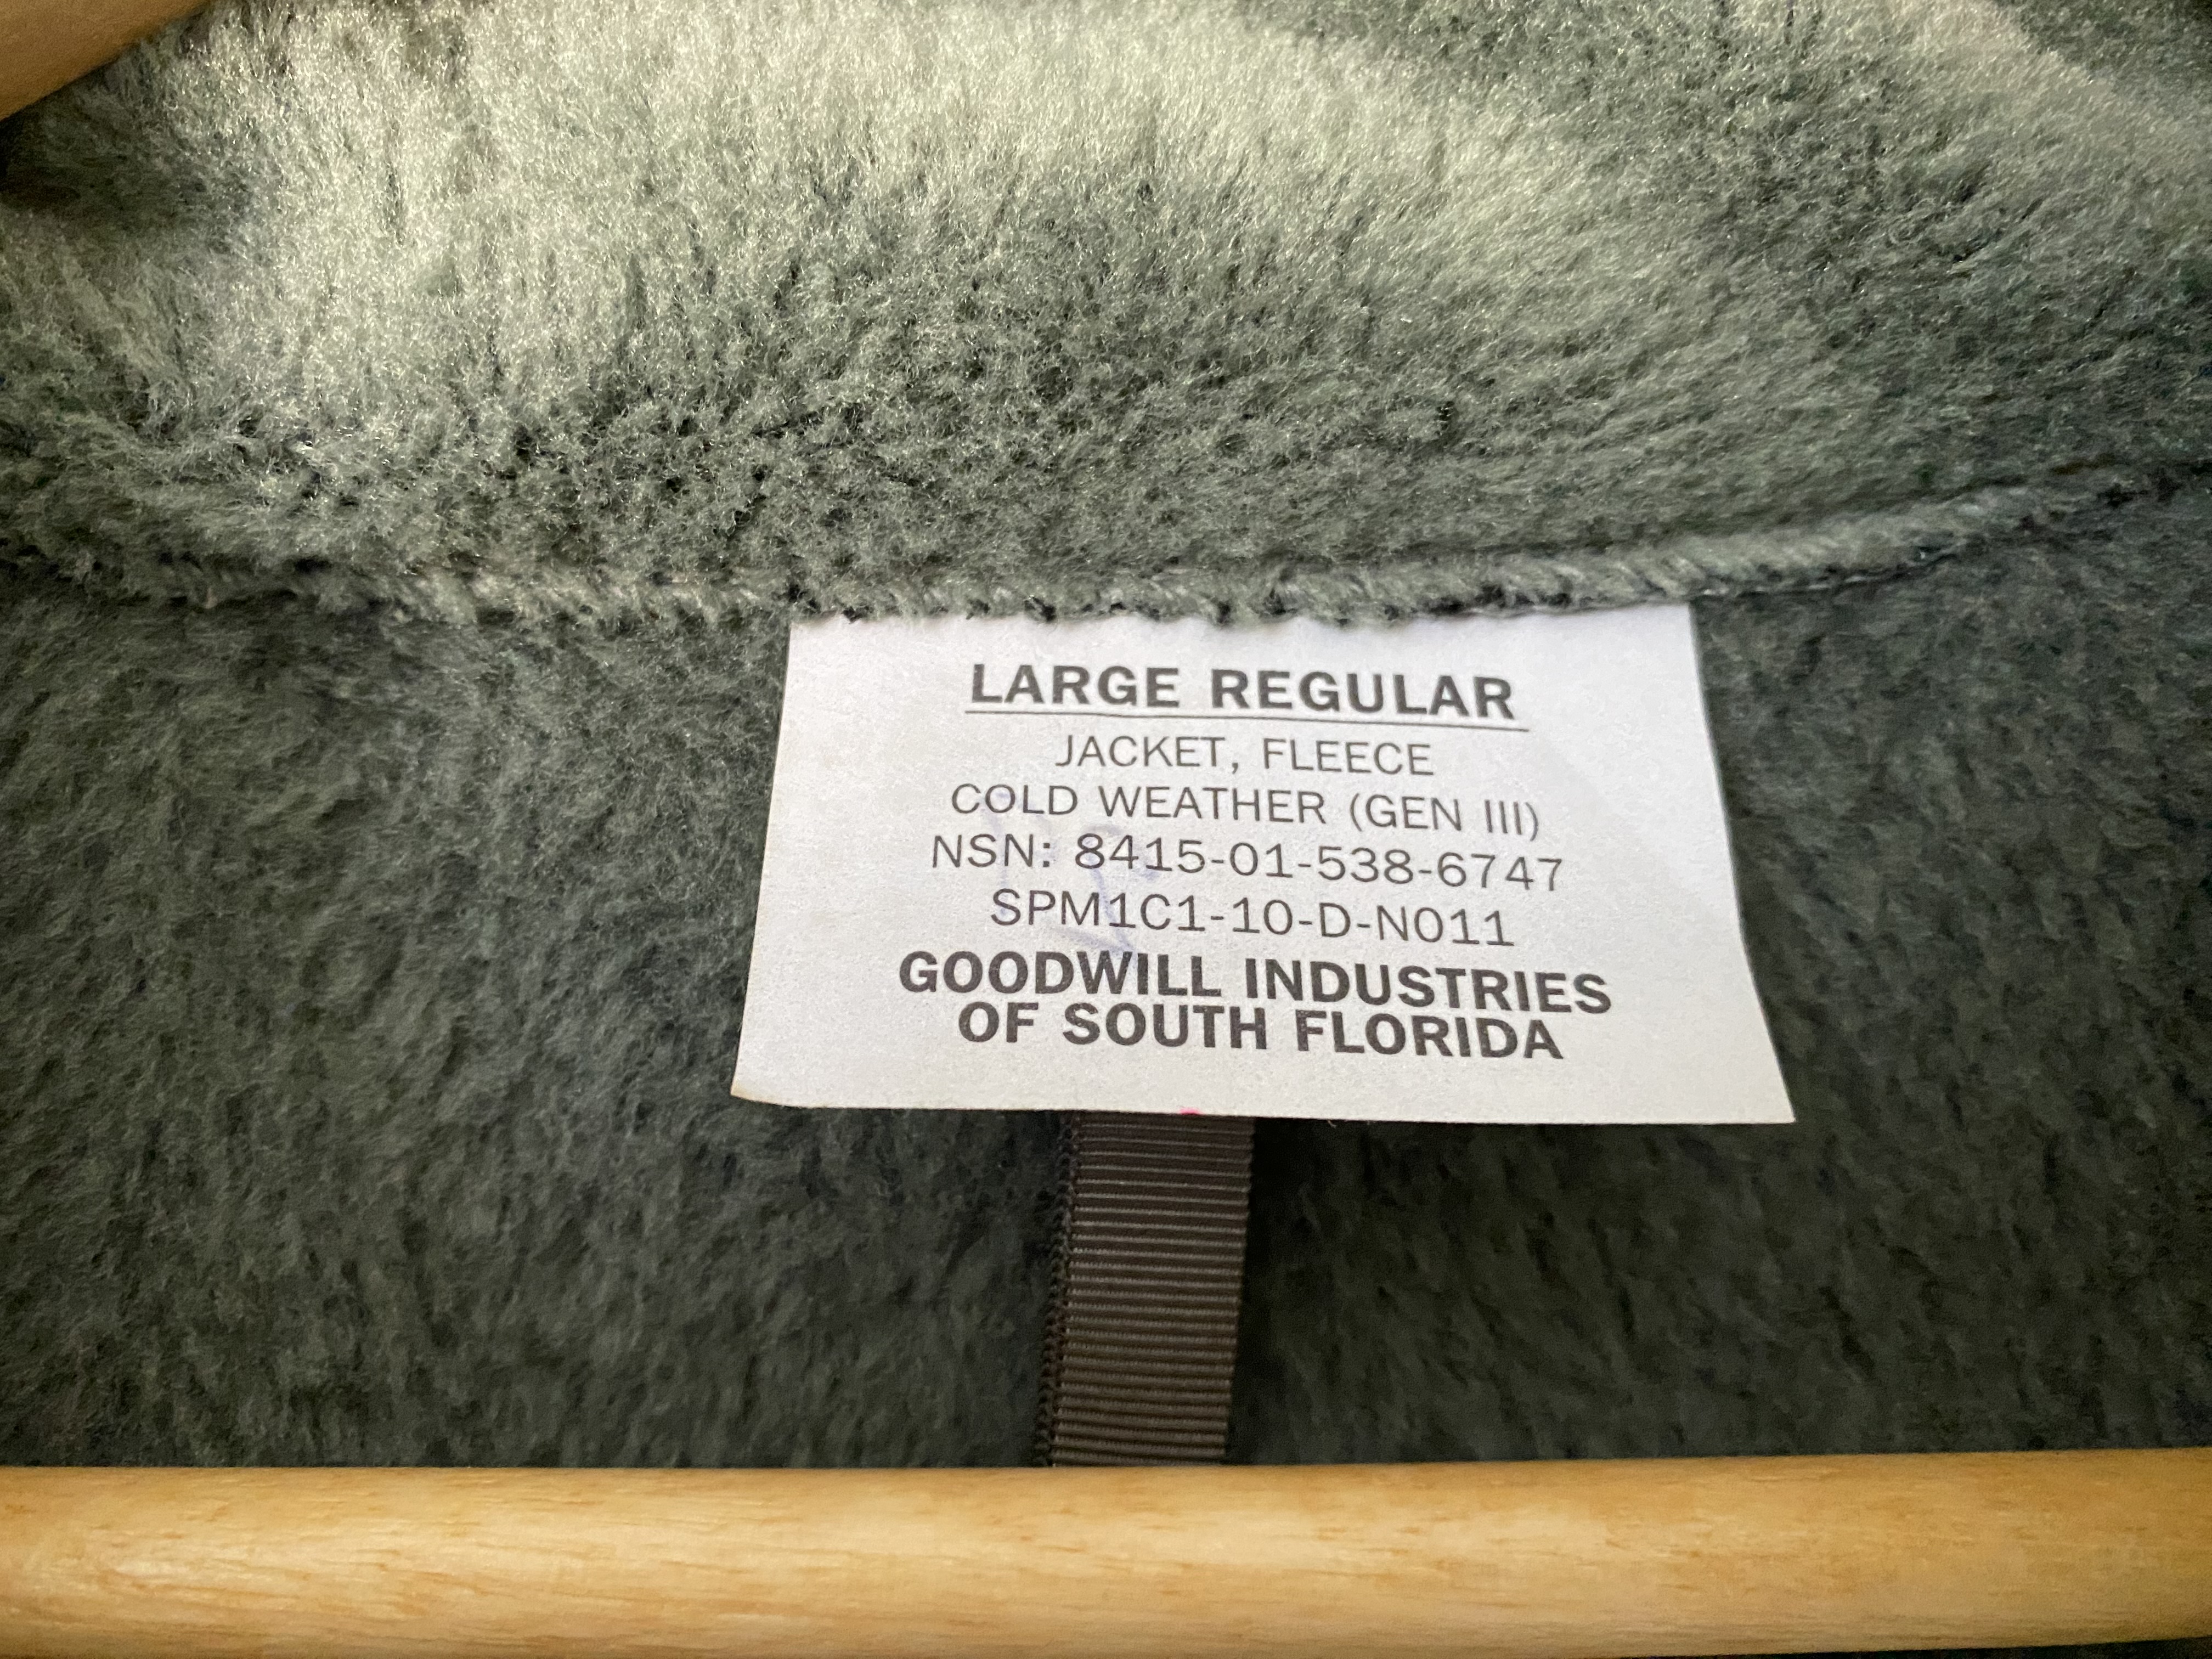 LARGE REGULAR
JACKET, FLEECE
COLD WEATHER (GEN III)
NSN: 8415-01-538-6747
SPM1C1-10-D-N011
GOODWILL INDUSTRIES
OF SOUTH FLORIDA